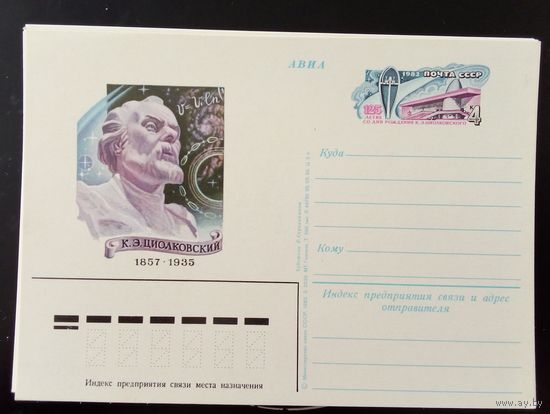 АВИА
1982 ПОЧТА СССР
125
ЛЕТИЕ
СО ДНЯ РОЖДЕНИЯ К.Э.ЦИОЛКОВСКОГО
К
4
К.Э.ЦИОЛКОВСКИЙ
1857 · 1935
Куда
Кому
Индекс предприятия связи и адрес
отправителя
Индекс предприятия связи места назначения
www.ay.by